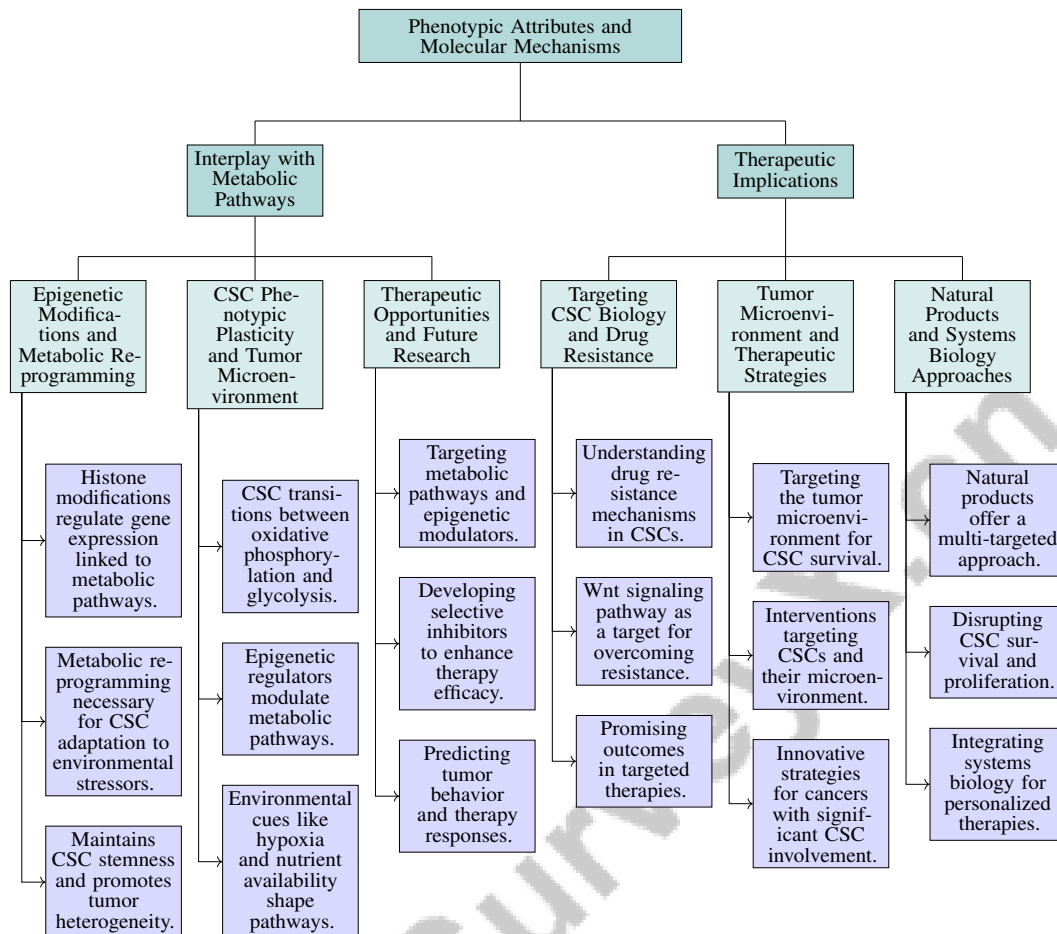 Phenotypic Attributes and
Molecular Mechanisms
Interplay with
Metabolic
Pathways
Therapeutic
Implications
Epigenetic
Modifica-
tions and
Metabolic Re-
programming
CSC Phe-
notypic
Plasticity
and Tumor
Microen-
vironment
Therapeutic
Opportunities
and Future
Research
Targeting
CSC Biology
and Drug
Resistance
Tumor
Microenvi-
ronment and
Therapeutic
Strategies
Natural
Products
and Systems
Biology
Approaches
Histone
modifications
regulate gene
expression
linked to
metabolic
pathways.
Metabolic re-
programming
necessary
for CSC
adaptation to
environmental
stressors.
Maintains
CSC stemness
and promotes
tumor
heterogeneity.
CSC transi-
tions between
oxidative
phosphory-
lation and
glycolysis.
Epigenetic
regulators
modulate
metabolic
pathways.
Environmental
cues like
hypoxia
and nutrient
availability
shape
pathways.
Targeting
metabolic
pathways and
epigenetic
modulators.
Developing
selective
inhibitors
to enhance
therapy
efficacy.
Predicting
tumor
behavior
and therapy
responses.
Understanding
drug re-
sistance
mechanisms
in CSCs.
Wnt signaling
pathway as
a target for
overcoming
resistance.
Promising
outcomes
in targeted
therapies.
Targeting
the tumor
microenvi-
ronment for
CSC survival.
Interventions
targeting
CSCs and
their microen-
vironment.
Innovative
strategies
for cancers
with signif-
icant CSC
involvement.
Natural
products
offer a
multi-targeted
approach.
Disrupting
CSC sur-
vival and
proliferation.
Integrating
systems
biology for
personalized
therapies.